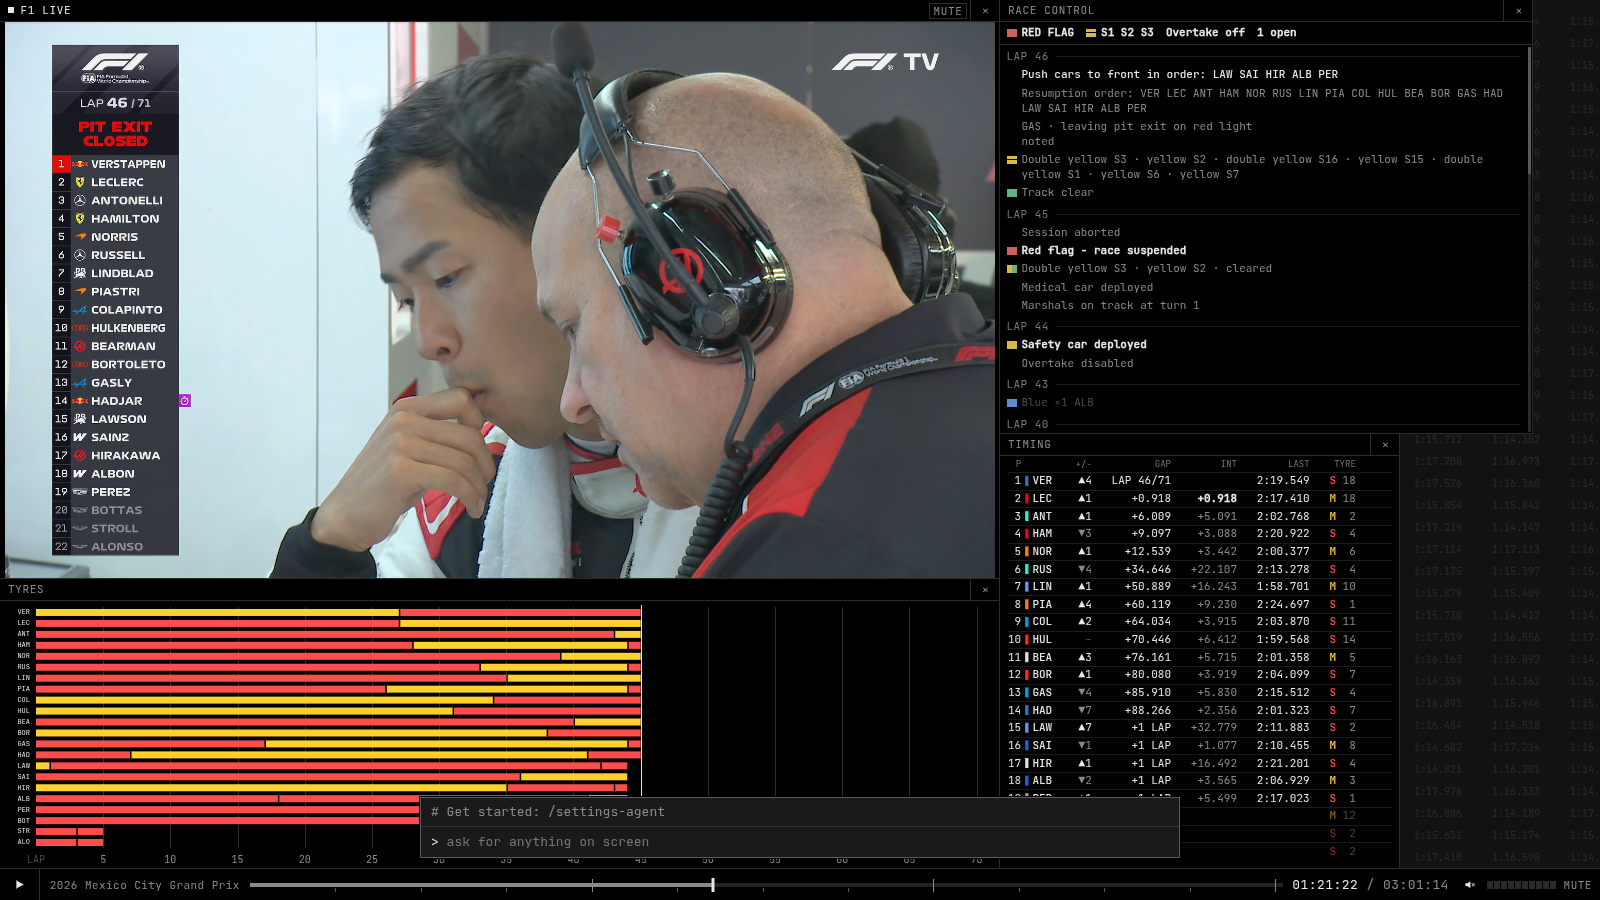 F1 LIVE
MUTE
×
F1
FIA Formula 1 World Championship
LAP 46 / 71
PIT EXIT
CLOSED
1 VERSTAPPEN
2 LECLERC
3 ANTONELLI
4 HAMILTON
5 NORRIS
6 RUSSELL
7 LINDBLAD
8 PIASTRI
9 COLAPINTO
10 HULKENBERG
11 BEARMAN
12 BORTOLETO
13 GASLY
14 HADJAR
15 LAWSON
16 SAINZ
17 HIRAKAWA
18 ALBON
19 PEREZ
20 BOTTAS
21 STROLL
22 ALONSO
F1 TV
RACE CONTROL
×
RED FLAG S1 S2 S3 Overtake off 1 open
LAP 46
Push cars to front in order: LAW SAI HIR ALB PER
Resumption order: VER LEC ANT HAM NOR RUS LIN PIA COL HUL BEA BOR GAS HAD
LAW SAI HIR ALB PER
GAS · leaving pit exit on red light
noted
Double yellow S3 · yellow S2 · double yellow S16 · yellow S15 · double
yellow S1 · yellow S6 · yellow S7
Track clear
LAP 45
Session aborted
Red flag - race suspended
Double yellow S3 · yellow S2 · cleared
Medical car deployed
Marshals on track at turn 1
LAP 44
Safety car deployed
Overtake disabled
LAP 43
Blue ×1 ALB
LAP 40
TIMING
×
P +/- GAP INT LAST TYRE
1 VER ▲4 LAP 46/71 2:19.549 S 18
2 LEC ▲1 +0.918 +0.918 2:17.410 M 18
3 ANT ▲1 +6.009 +5.091 2:02.768 M 2
4 HAM ▼3 +9.097 +3.088 2:20.922 S 4
5 NOR ▲1 +12.539 +3.442 2:00.377 M 6
6 RUS ▼4 +34.646 +22.107 2:13.278 S 4
7 LIN ▲1 +50.889 +16.243 1:58.701 M 10
8 PIA ▲4 +60.119 +9.230 2:24.697 S 1
9 COL ▲2 +64.034 +3.915 2:03.870 S 11
10 HUL – +70.446 +6.412 1:59.568 S 14
11 BEA ▲3 +76.161 +5.715 2:01.358 M 5
12 BOR ▲1 +80.080 +3.919 2:04.099 S 7
13 GAS ▼4 +85.910 +5.830 2:15.512 S 4
14 HAD ▼7 +88.266 +2.356 2:01.323 S 7
15 LAW ▲7 +1 LAP +32.779 2:11.883 S 2
16 SAI ▼1 +1 LAP +1.077 2:10.455 M 8
17 HIR ▲1 +1 LAP +16.291 2:21.201 S 4
18 ALB ▼2 +1 LAP +3.565 2:06.929 M 3
+5.499 2:17.023 S 1
M 12
S 2
S 2
TYRES
×
VER
LEC
ANT
HAM
NOR
RUS
LIN
PIA
COL
HUL
BEA
BOR
GAS
HAD
LAW
SAI
HIR
ALB
PER
BOT
STR
ALO
LAP 5 10 15 20 25 30 35 40 45 50 55 60 65 70
# Get started: /settings-agent
> ask for anything on screen
2026 Mexico City Grand Prix
01:21:22 / 03:01:14
MUTE